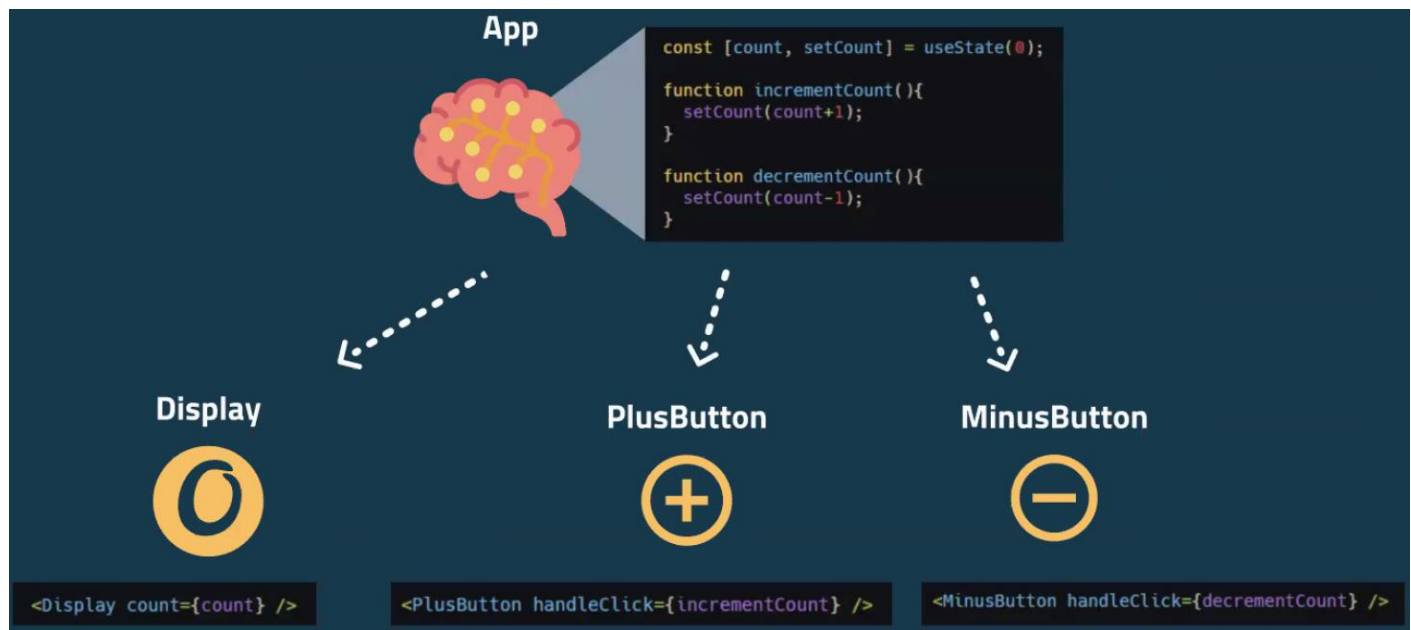 App
const [count, setCount] = useState(0);
function incrementCount(){
  setCount(count+1);
}
function decrementCount(){
  setCount(count-1);
}
Display
PlusButton
MinusButton
0
<Display count={count} />
<PlusButton handleClick={incrementCount} />
<MinusButton handleClick={decrementCount} />